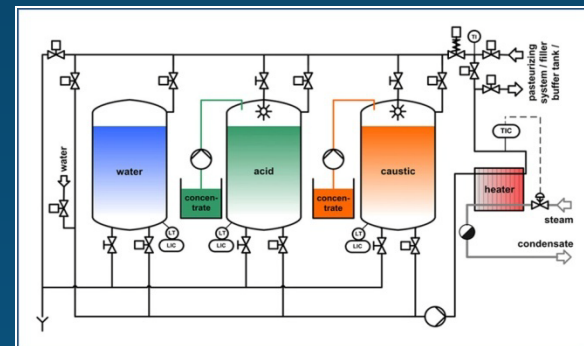 TI
pasteurizing
system / filler
buffer tank /
TIC
water
water
acid
caustic
concen-
trate
concen-
trate
heater
steam
condensate
LT
LIC
LT
LIC
LT
LIC